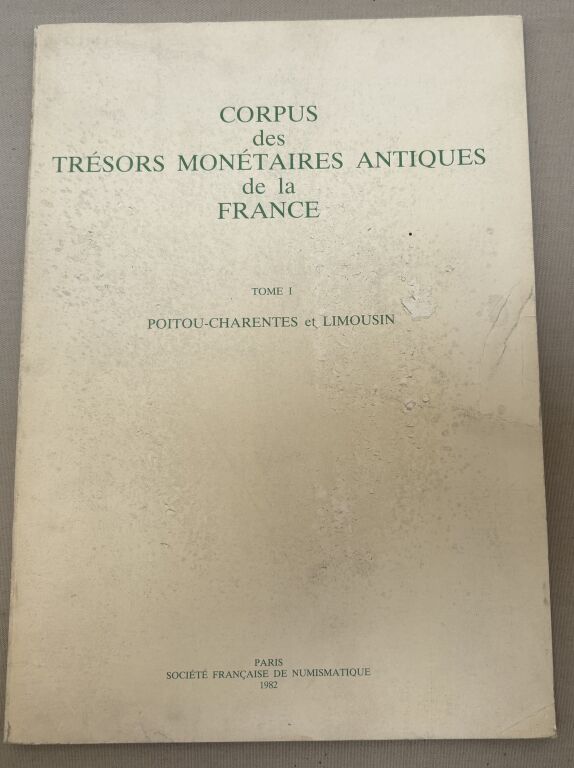 CORPUS
des
TRÉSORS MONÉTAIRES ANTIQUES
de la
FRANCE
TOME I
POITOU-CHARENTES et LIMOUSIN
PARIS
SOCIÉTÉ FRANÇAISE DE NUMISMATIQUE
1982